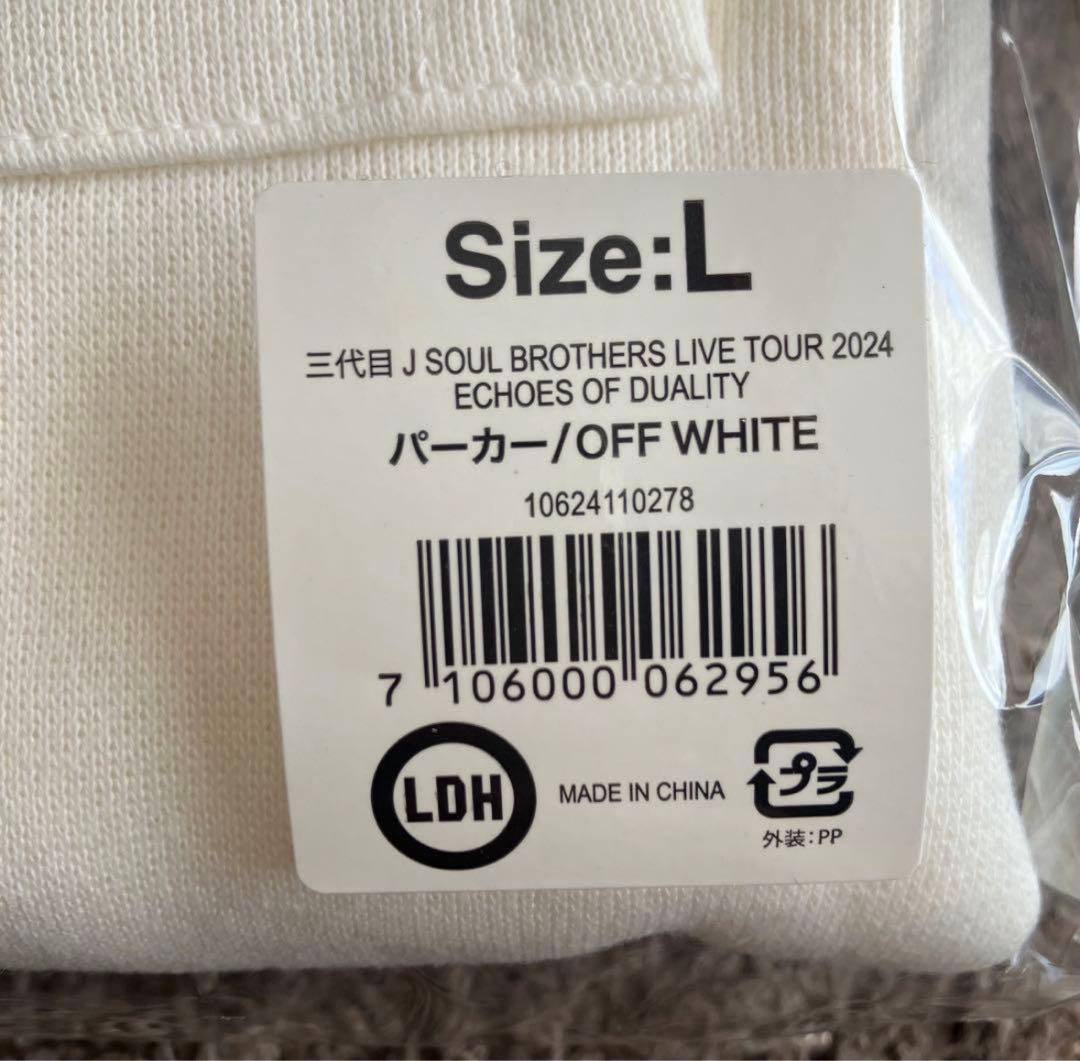 Size:L
三代目 J SOUL BROTHERS LIVE TOUR 2024
ECHOES OF DUALITY
パーカー/OFF WHITE
10624110278
7 106000 062956
LDH
MADE IN CHINA
プラ
外装:PP